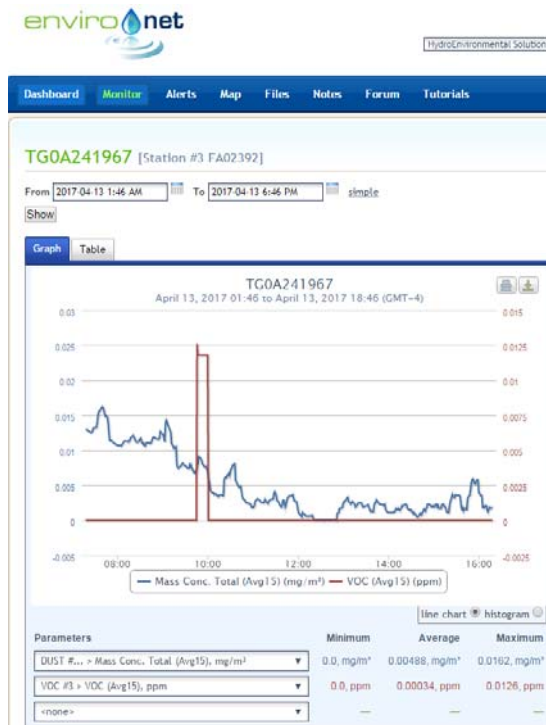 enviro net
HydroEnvironmental Solution
Dashboard Monitor Alerts Map Files Notes Forum Tutorials
TG0A241967 [Station #3 FA02392]
From 2017-04-13 1:46 AM To 2017-04-13 6:46 PM simple
Show
Graph Table
TG0A241967
April 13, 2017 01:46 to April 13, 2017 18:46 (GMT-4)
0.03 0.015
0.025 0.0125
0.02 0.01
0.015 0.0075
0.01 0.005
0.005 0.0025
0 0
-0.005 -0.0025
08:00 10:00 12:00 14:00 16:00
Mass Conc. Total (Avg15) (mg/m³) VOC (Avg15) (ppm)
line chart histogram
Parameters Minimum Average Maximum
DUST #... > Mass Conc. Total (Avg15), mg/m³ 0.0, mg/m³ 0.00488, mg/m³ 0.0162, mg/m³
VOC #3 > VOC (Avg15), ppm 0.0, ppm 0.00034, ppm 0.0126, ppm
<none> — — —